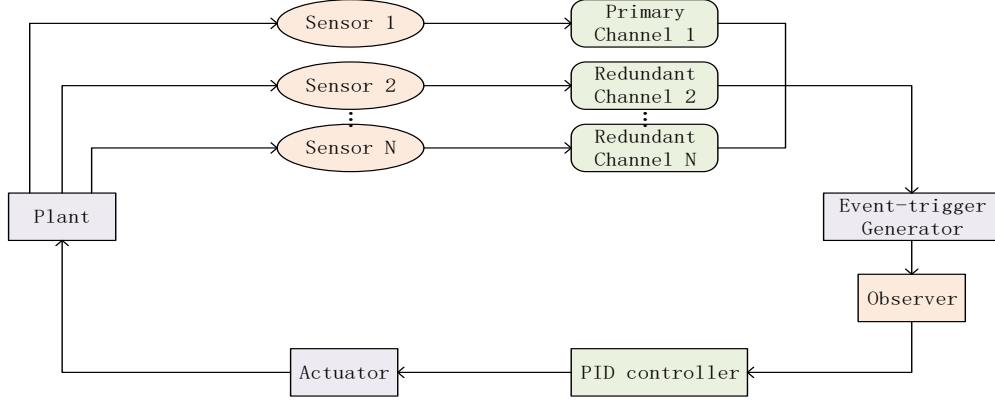 Sensor 1
Primary
Channel 1
Sensor 2
Redundant
Channel 2
Sensor N
Redundant
Channel N
Plant
Event-trigger
Generator
Observer
Actuator
PID controller